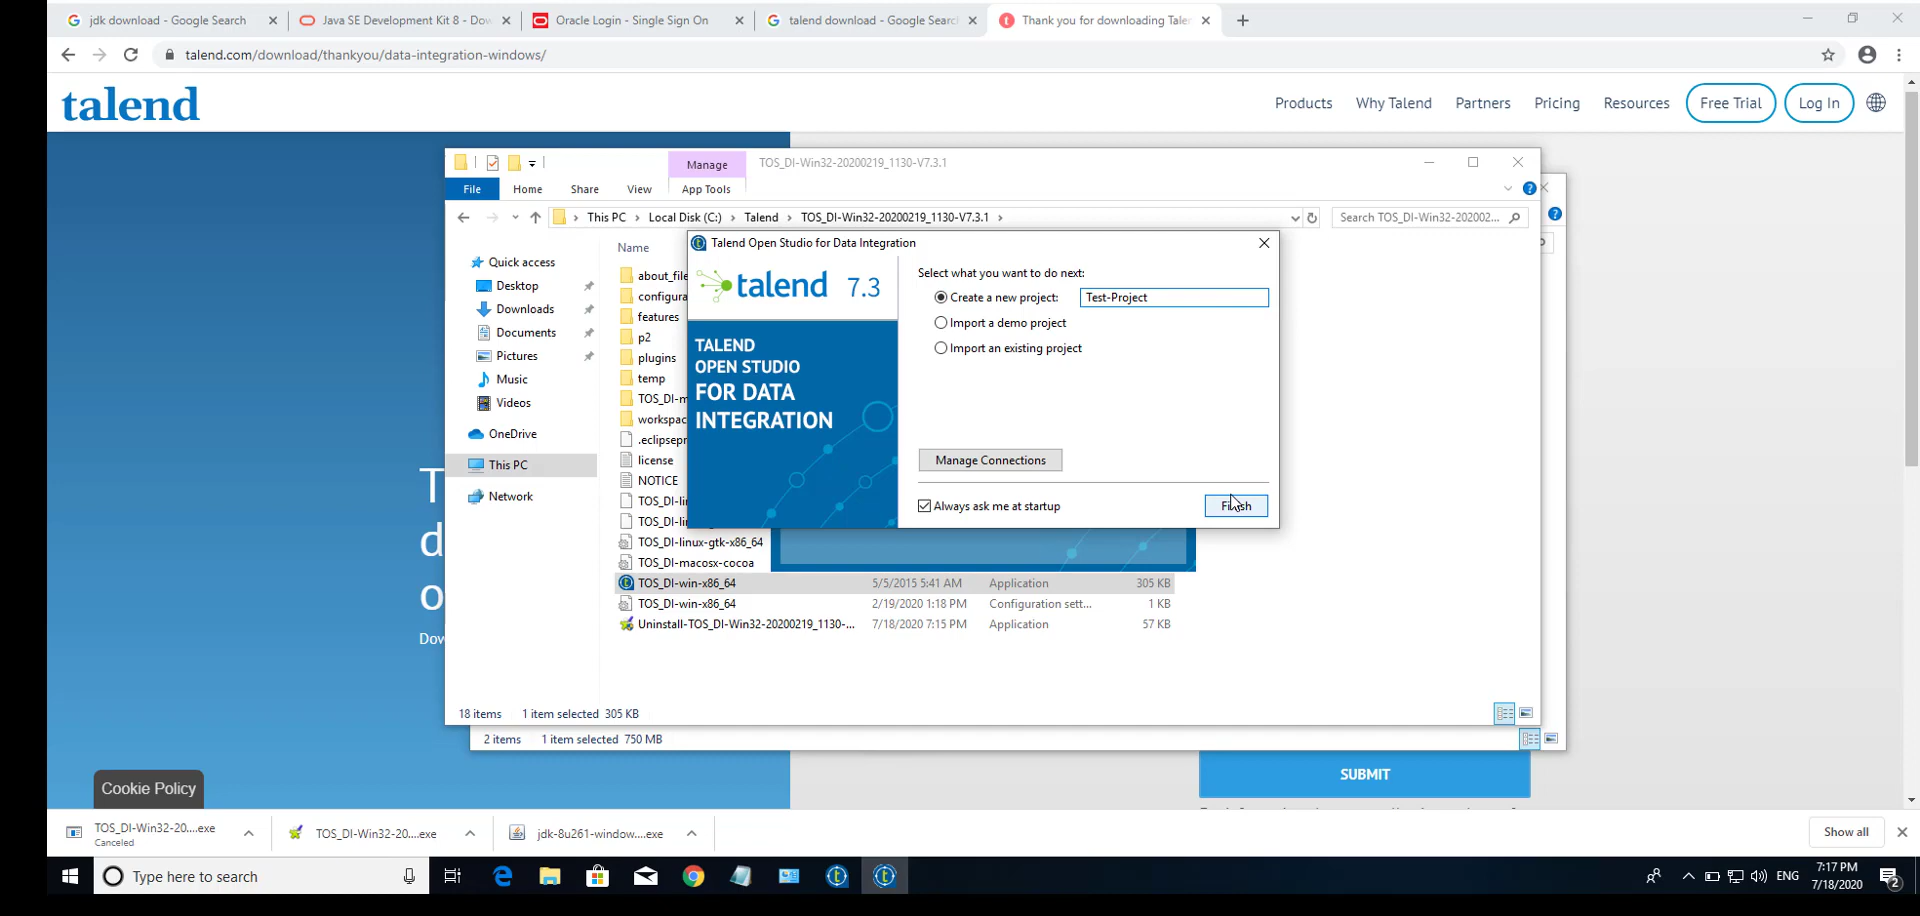 jdk download - Google Search
Java SE Development Kit 8 - Dow
Oracle Login - Single Sign On
talend download - Google Search
Thank you for downloading Talen
talend.com/download/thankyou/data-integration-windows/
talend
Products
Why Talend
Partners
Pricing
Resources
Free Trial
Log In
Manage
TOS_DI-Win32-20200219_1130-V7.3.1
File
Home
Share
View
App Tools
This PC
Local Disk (C:)
Talend
TOS_DI-Win32-20200219_1130-V7.3.1
Search TOS_DI-Win32-202002...
Name
Quick access
Desktop
Downloads
Documents
Pictures
Music
Videos
OneDrive
This PC
Network
about_file
configura
features
p2
plugins
temp
TOS_DI-m
workspac
.eclipsepr
license
NOTICE
TOS_DI-li
TOS_DI-li
TOS_DI-linux-gtk-x86_64
TOS_DI-macosx-cocoa
TOS_DI-win-x86_64 5/5/2015 5:41 AM Application 305 KB
TOS_DI-win-x86_64 2/19/2020 1:18 PM Configuration sett... 1 KB
Uninstall-TOS_DI-Win32-20200219_1130-... 7/18/2020 7:15 PM Application 57 KB
18 items 1 item selected 305 KB
2 items 1 item selected 750 MB
Talend Open Studio for Data Integration
talend 7.3
TALEND
OPEN STUDIO
FOR DATA
INTEGRATION
Select what you want to do next:
Create a new project: Test-Project
Import a demo project
Import an existing project
Manage Connections
Always ask me at startup
Finish
T
d
o
Dow
SUBMIT
Cookie Policy
TOS_DI-Win32-20....exe
Canceled
TOS_DI-Win32-20....exe
jdk-8u261-window....exe
Show all
Type here to search
ENG
7:17 PM
7/18/2020
2